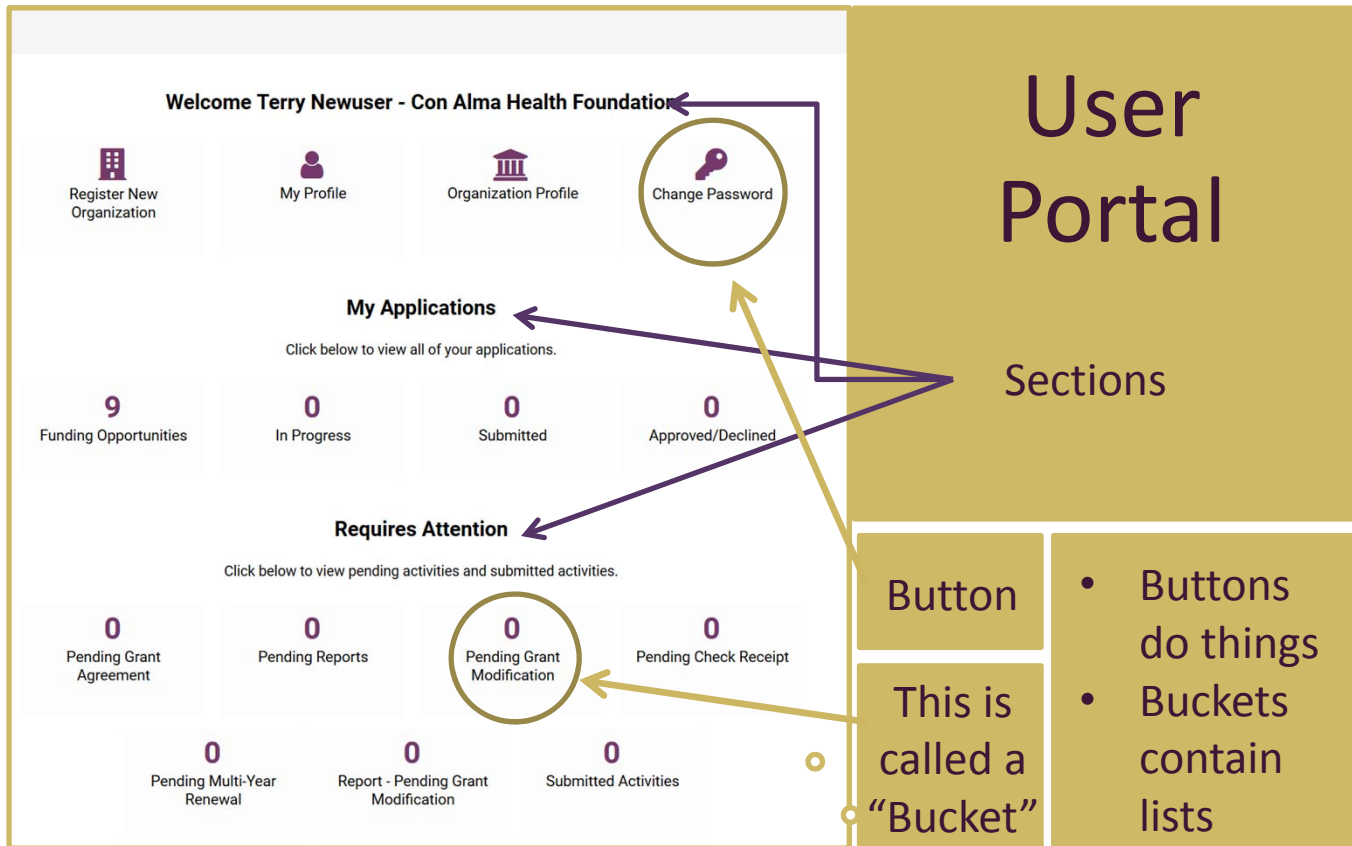 Welcome Terry Newuser - Con Alma Health Foundation
Register New
Organization
My Profile
Organization Profile
Change Password
My Applications
Click below to view all of your applications.
9
Funding Opportunities
0
In Progress
0
Submitted
0
Approved/Declined
Requires Attention
Click below to view pending activities and submitted activities.
0
Pending Grant
Agreement
0
Pending Reports
0
Pending Grant
Modification
0
Pending Check Receipt
0
Pending Multi-Year
Renewal
0
Report - Pending Grant
Modification
0
Submitted Activities
User
Portal
Sections
Button
This is
called a
“Bucket”
• Buttons
do things
• Buckets
contain
lists